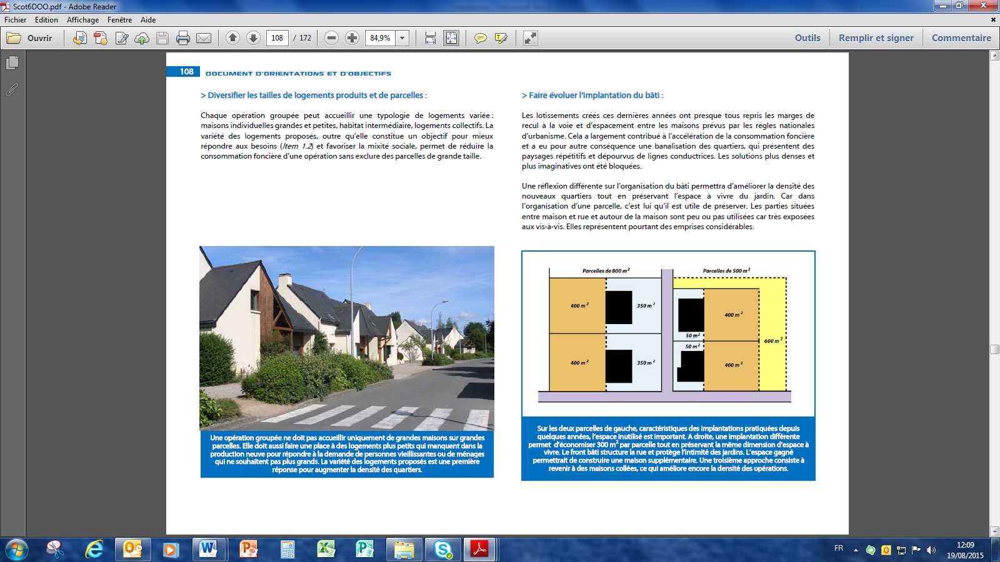 Scot6DOO.pdf - Adobe Reader
Fichier Edition Affichage Fenêtre Aide
Ouvrir
108 / 172
84,9%
Outils
Remplir et signer
Commentaire
108 DOCUMENT D'ORIENTATIONS ET D'OBJECTIFS
> Diversifier les tailles de logements produits et de parcelles :
Chaque opération groupée peut accueillir une typologie de logements variée :
maisons individuelles grandes et petites, habitat intermédiaire, logements collectifs. La
variété des logements proposés, outre qu'elle constitue un objectif pour mieux
répondre aux besoins (Item 1.2) et favoriser la mixité sociale, permet de réduire la
consommation foncière d'une opération sans exclure des parcelles de grande taille.
Une opération groupée ne doit pas accueillir uniquement de grandes maisons sur grandes
parcelles. Elle doit aussi faire une place à des logements plus petits qui manquent dans la
production neuve pour répondre à la demande de personnes vieillissantes ou de ménages
qui ne souhaitent pas plus grands. La variété des logements proposés est une première
réponse pour augmenter la densité des quartiers.
> Faire évoluer l'implantation du bâti :
Les lotissements créés ces dernières années ont presque tous repris les marges de
recul à la voie et d'espacement entre les maisons prévus par les règles nationales
d'urbanisme. Cela a largement contribué à l'accélération de la consommation foncière
et a eu pour autre conséquence une banalisation des quartiers, qui présentent des
paysages répétitifs et dépourvus de lignes conductrices. Les solutions plus denses et
plus imaginatives ont été bloquées.
Une réflexion différente sur l'organisation du bâti permettra d'améliorer la densité des
nouveaux quartiers tout en préservant l'espace à vivre du jardin. Car dans
l'organisation d'une parcelle, c'est lui qu'il est utile de préserver. Les parties situées
entre maison et rue et autour de la maison sont peu ou pas utilisées car très exposées
aux vis-à-vis. Elles représentent pourtant des emprises considérables.
Parcelles de 800 m²
Parcelles de 500 m²
400 m²
350 m²
400 m²
50 m²
50 m²
600 m²
400 m²
350 m²
400 m²
Sur les deux parcelles de gauche, caractéristiques des implantations pratiquées depuis
quelques années, l'espace inutilisé est important. A droite, une implantation différente
permet d'économiser 300 m² par parcelle tout en préservant la même dimension d'espace à
vivre. Le front bâti structure la rue et protège l'intimité des jardins. L'espace gagné
permettrait de construire une maison supplémentaire. Une troisième approche consiste à
revenir à des maisons collées, ce qui améliore encore la densité des opérations.
FR
12:09
19/08/2015